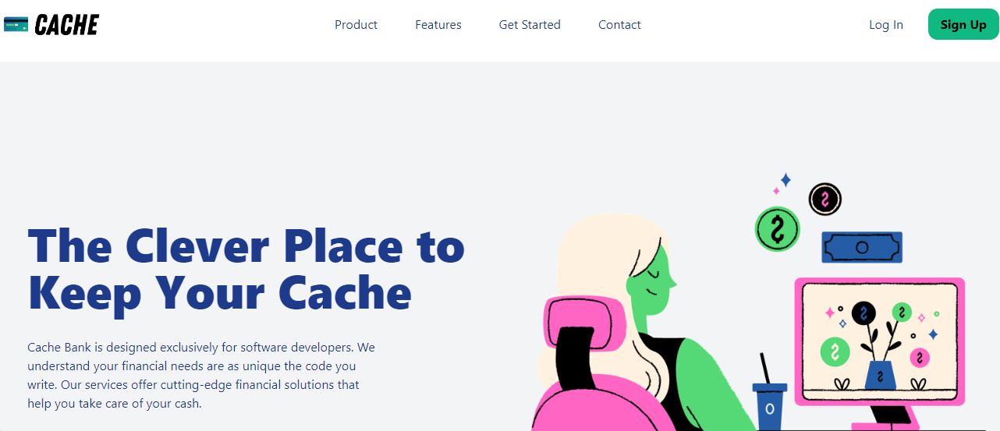 CACHE
Product Features Get Started Contact
Log In Sign Up
The Clever Place to
Keep Your Cache
Cache Bank is designed exclusively for software developers. We
understand your financial needs are as unique the code you
write. Our services offer cutting-edge financial solutions that
help you take care of your cash.